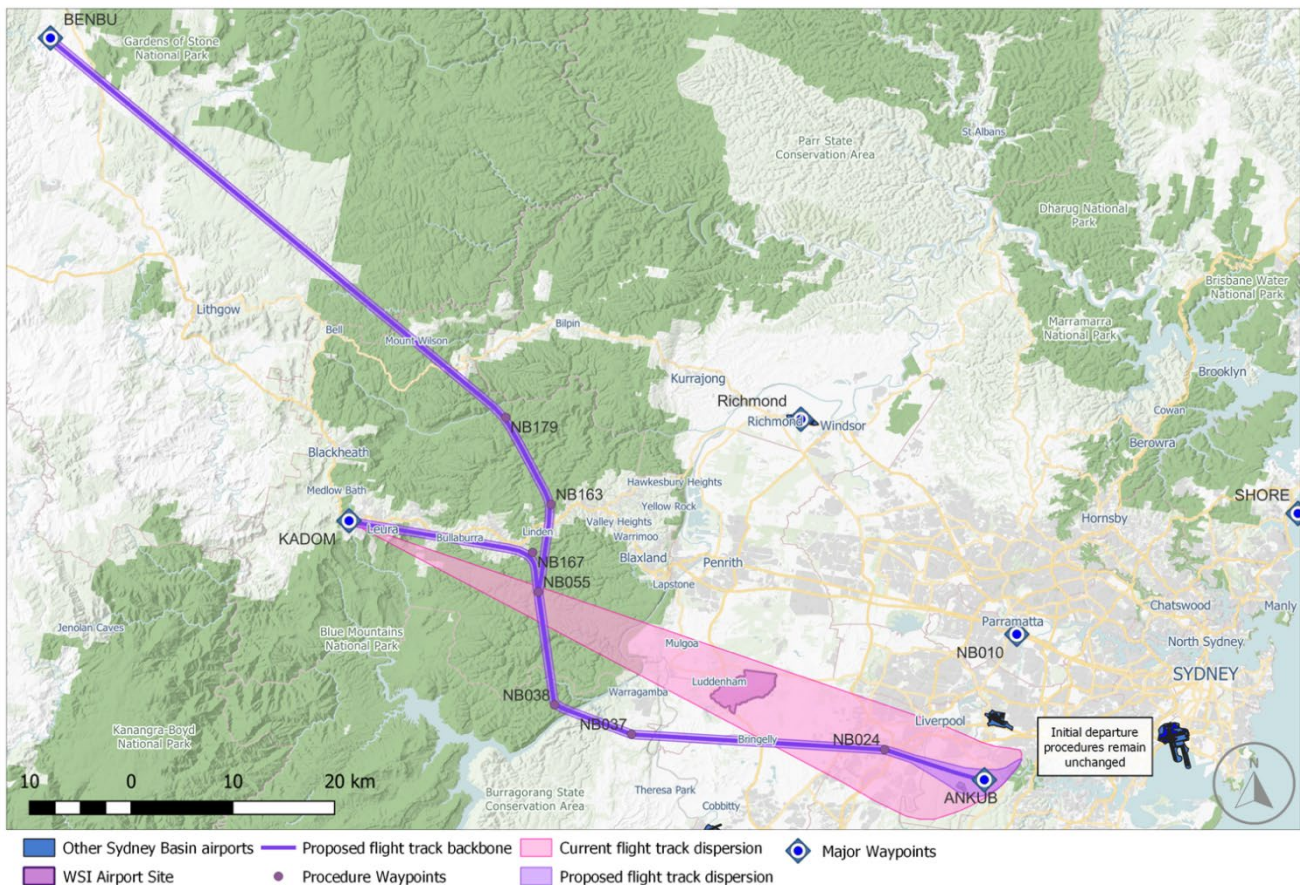 BENBU
Gardens of Stone
National Park
St Albans
Parr State
Conservation Area
Dharug National
Park
Brisbane Water
National Park
Lithgow
Bell
Mount Wilson
Bilpin
Marramarra
National Park
Brooklyn
Kurrajong
Cowan
Richmond
Richmond
Windsor
NB179
Berowra
Blackheath
Medlow Bath
NB163
Hawkesbury Heights
Yellow Rock
Valley Heights
Warrimoo
SHORE
Hornsby
KADOM
Leura
Bullaburra
Linden
NB167
Blaxland
Penrith
NB055
Lapstone
Chatswood
Manly
Jenolan Caves
Blue Mountains
National Park
Parramatta
NB010
North Sydney
Mulgoa
SYDNEY
Luddenham
NB038
Warragamba
Kanangra-Boyd
National Park
NB037
Bringelly
NB024
Liverpool
Initial departure
procedures remain
unchanged
N
10 0 10 20 km
Burragorang State
Conservation Area
Theresa Park
Cobbitty
ANKUB
Other Sydney Basin airports
Proposed flight track backbone
Current flight track dispersion
Major Waypoints
WSI Airport Site
Procedure Waypoints
Proposed flight track dispersion